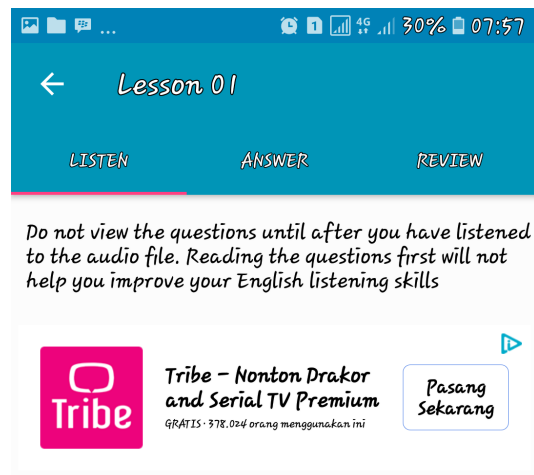 ... 1 4G 30% 07:57
Lesson 01
LISTEN ANSWER REVIEW
Do not view the questions until after you have listened
to the audio file. Reading the questions first will not
help you improve your English listening skills
Tribe
Tribe – Nonton Drakor
and Serial TV Premium
GRATIS · 378.024 orang menggunakan ini
Pasang
Sekarang